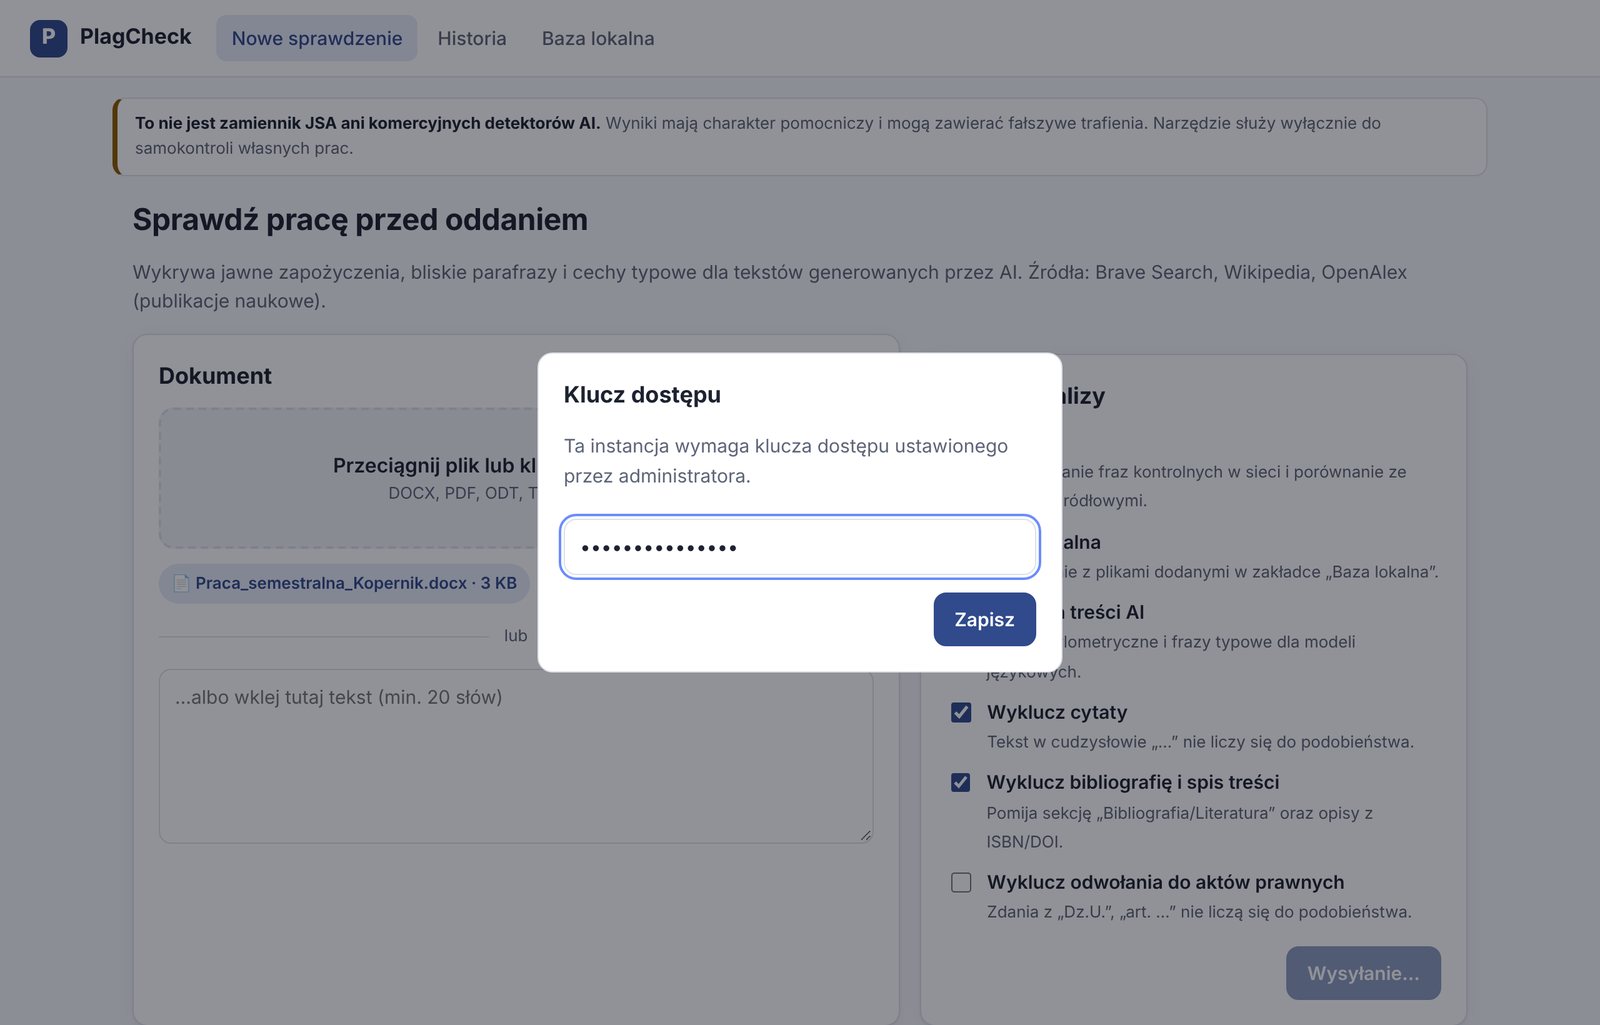 P PlagCheck Nowe sprawdzenie Historia Baza lokalna
To nie jest zamiennik JSA ani komercyjnych detektorów AI. Wyniki mają charakter pomocniczy i mogą zawierać fałszywe trafienia. Narzędzie służy wyłącznie do
samokontroli własnych prac.
Sprawdź pracę przed oddaniem
Wykrywa jawne zapożyczenia, bliskie parafrazy i cechy typowe dla tekstów generowanych przez AI. Źródła: Brave Search, Wikipedia, OpenAlex
(publikacje naukowe).
Dokument
Przeciągnij plik lub kl
DOCX, PDF, ODT, T
Praca_semestralna_Kopernik.docx · 3 KB
lub
...albo wklej tutaj tekst (min. 20 słów)
Klucz dostępu
Ta instancja wymaga klucza dostępu ustawionego
przez administratora.
•••••••••••••••
Zapisz
lizy
anie fraz kontrolnych w sieci i porównanie ze
ródłowymi.
alna
ie z plikami dodanymi w zakładce „Baza lokalna”.
treści AI
lometryczne i frazy typowe dla modeli
językowych.
Wyklucz cytaty
Tekst w cudzysłowie „...” nie liczy się do podobieństwa.
Wyklucz bibliografię i spis treści
Pomija sekcję „Bibliografia/Literatura” oraz opisy z
ISBN/DOI.
Wyklucz odwołania do aktów prawnych
Zdania z „Dz.U.”, „art. ...” nie liczą się do podobieństwa.
Wysyłanie...